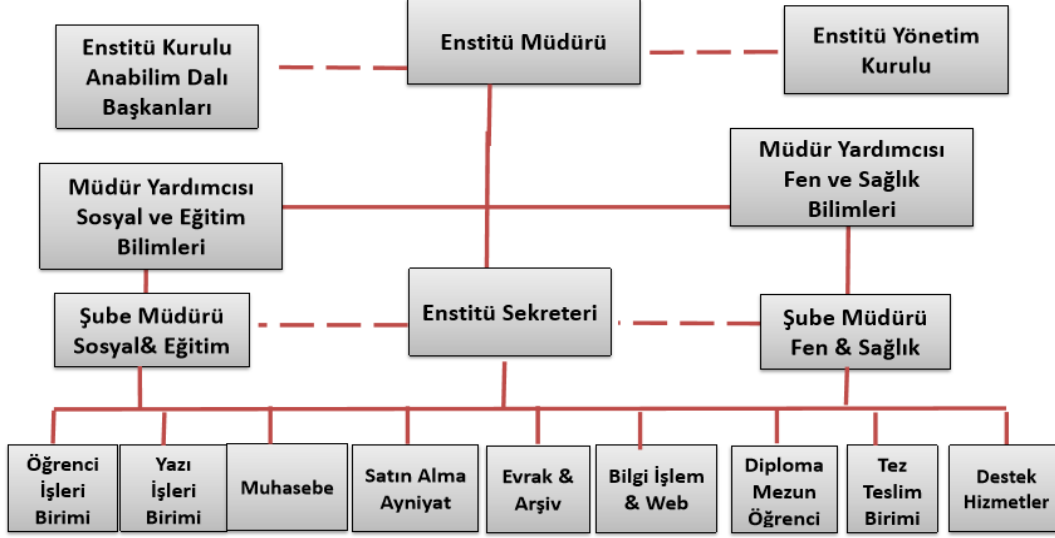 Enstitü Kurulu
Anabilim Dalı
Başkanları
Enstitü Müdürü
Enstitü Yönetim
Kurulu
Müdür Yardımcısı
Sosyal ve Eğitim
Bilimleri
Müdür Yardımcısı
Fen ve Sağlık
Bilimleri
Şube Müdürü
Sosyal& Eğitim
Enstitü Sekreteri
Şube Müdürü
Fen & Sağlık
Öğrenci
İşleri
Birimi
Yazı
İşleri
Birimi
Muhasebe
Satın Alma
Ayniyat
Evrak &
Arşiv
Bilgi İşlem
& Web
Diploma
Mezun
Öğrenci
Tez
Teslim
Birimi
Destek
Hizmetler